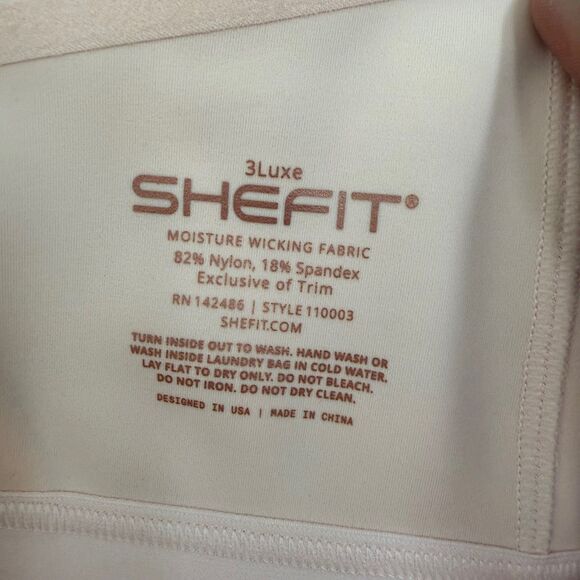 3Luxe
SHEFIT®
MOISTURE WICKING FABRIC
82% Nylon, 18% Spandex
Exclusive of Trim
RN 142486 | STYLE 110003
SHEFIT.COM
TURN INSIDE OUT TO WASH. HAND WASH OR
WASH INSIDE LAUNDRY BAG IN COLD WATER.
LAY FLAT TO DRY ONLY. DO NOT BLEACH.
DO NOT IRON. DO NOT DRY CLEAN.
DESIGNED IN USA | MADE IN CHINA